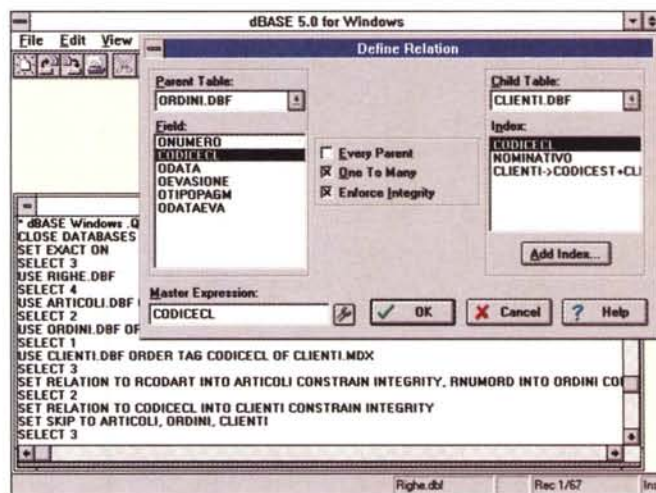 dBASE 5.0 for Windows
File Edit View
Define Relation
Parent Table:
ORDINI.DBF
Field:
ONUMERO
CODICECL
ODATA
OEVASIONE
OTIPOPAGM
ODATAEVA
Every Parent
One To Many
Enforce Integrity
Child Table:
CLIENTI.DBF
Index:
CODICECL
NOMINATIVO
CLIENTI->CODICEST+CLI
Add Index...
Master Expression:
CODICECL
OK
Cancel
Help
* dBASE Windows .Q
CLOSE DATABASES
SET EXACT ON
SELECT 3
USE RIGHE.DBF
SELECT 4
USE ARTICOLI.DBF
SELECT 2
USE ORDINI.DBF OR
SELECT 1
USE CLIENTI.DBF ORDER TAG CODICECL OF CLIENTI.MDX
SELECT 3
SET RELATION TO RCODART INTO ARTICOLI CONSTRAIN INTEGRITY, RNUMORD INTO ORDINI
SELECT 2
SET RELATION TO CODICECL INTO CLIENTI CONSTRAIN INTEGRITY
SET SKIP TO ARTICOLI, ORDINI, CLIENTI
SELECT 3
Righe.dbf
Rec 1/67
Ins